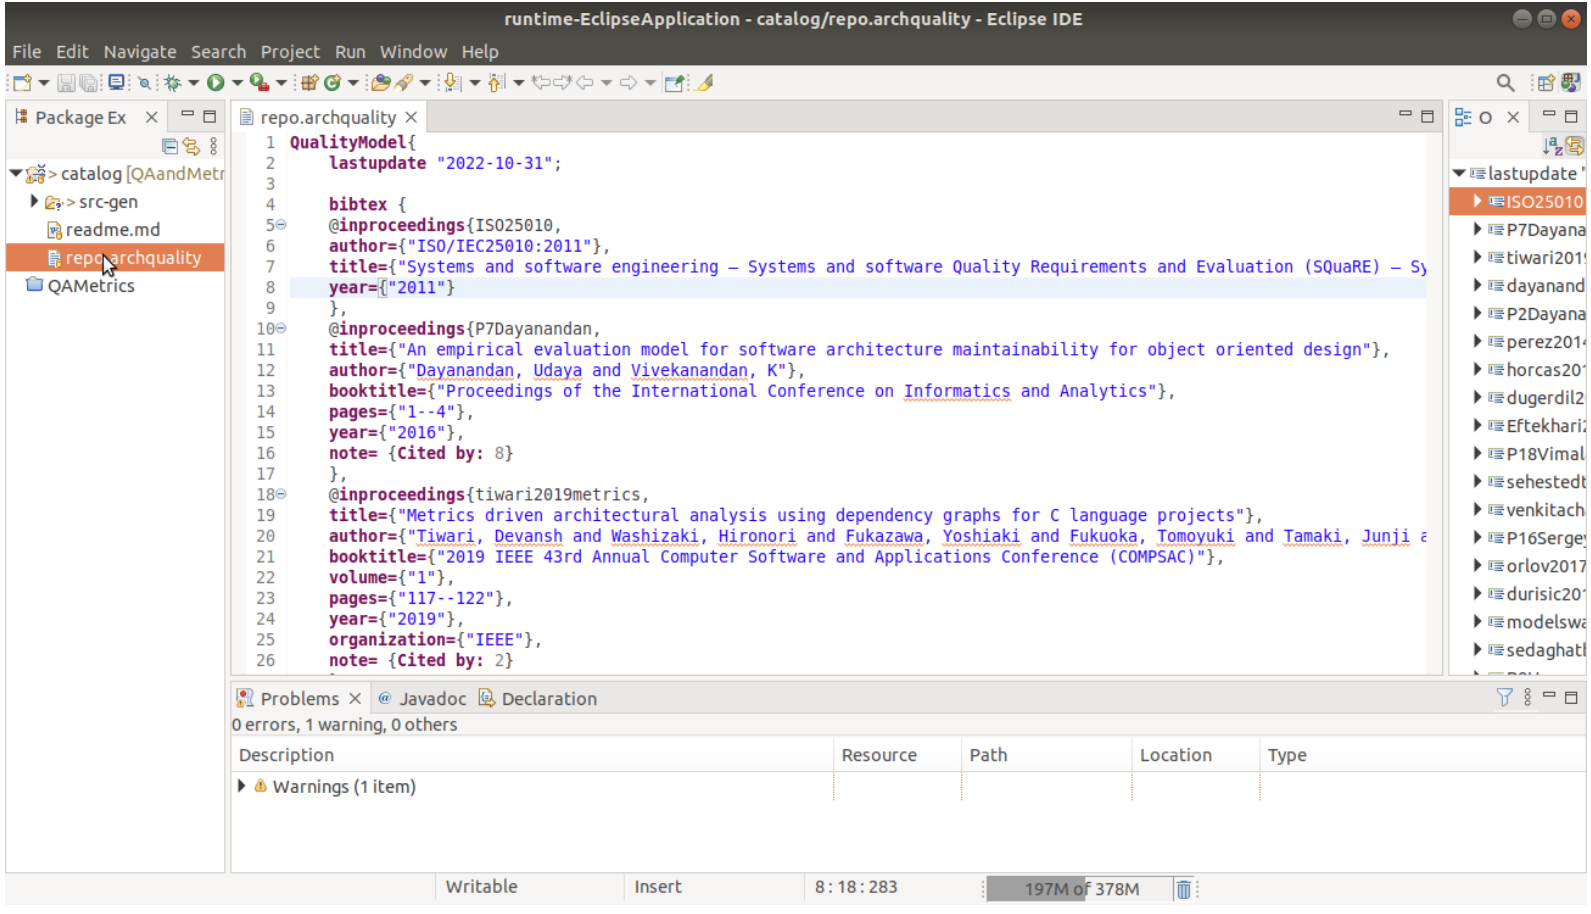 runtime-EclipseApplication - catalog/repo.archquality - Eclipse IDE
File Edit Navigate Search Project Run Window Help
Package Ex
> catalog [QAandMetr
> src-gen
readme.md
repo.archquality
QAMetrics
repo.archquality
1 QualityModel{
2 lastupdate "2022-10-31";
3
4 bibtex {
5 @inproceedings{ISO25010,
6 author={"ISO/IEC25010:2011"},
7 title={"Systems and software engineering – Systems and software Quality Requirements and Evaluation (SQuaRE) – Sy
8 year={"2011"}
9 },
10 @inproceedings{P7Dayanandan,
11 title={"An empirical evaluation model for software architecture maintainability for object oriented design"},
12 author={"Dayanandan, Udaya and Vivekanandan, K"},
13 booktitle={"Proceedings of the International Conference on Informatics and Analytics"},
14 pages={"1--4"},
15 year={"2016"},
16 note= {Cited by: 8}
17 },
18 @inproceedings{tiwari2019metrics,
19 title={"Metrics driven architectural analysis using dependency graphs for C language projects"},
20 author={"Tiwari, Devansh and Washizaki, Hironori and Fukazawa, Yoshiaki and Fukuoka, Tomoyuki and Tamaki, Junji a
21 booktitle={"2019 IEEE 43rd Annual Computer Software and Applications Conference (COMPSAC)"},
22 volume={"1"},
23 pages={"117--122"},
24 year={"2019"},
25 organization={"IEEE"},
26 note= {Cited by: 2}
O
lastupdate "
ISO25010
P7Dayana
tiwari201
dayanand
P2Dayana
perez2014
horcas201
dugerdil2
Eftekhari2
P18Vimal
sehestedt
venkitach
P16Sergey
orlov2017
durisic201
modelswa
sedaghat
Problems @ Javadoc Declaration
0 errors, 1 warning, 0 others
Description Resource Path Location Type
Warnings (1 item)
Writable Insert 8 : 18 : 283 197M of 378M